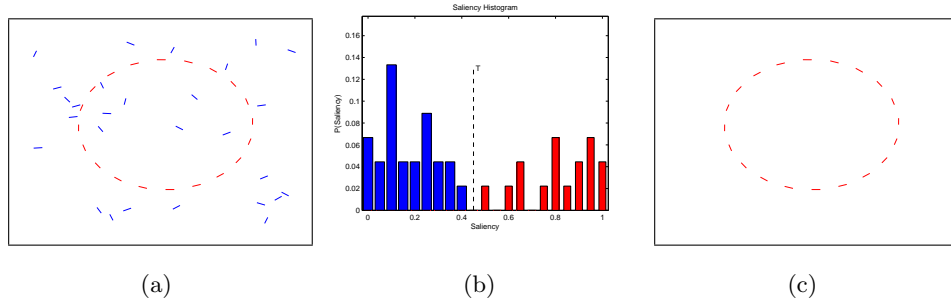 Saliency Histogram
0.16
0.14
0.12
0.1
0.08
0.06
0.04
0.02
0
P(Saliency)
T
0 0.2 0.4 0.6 0.8 1
Saliency
(a) (b) (c)